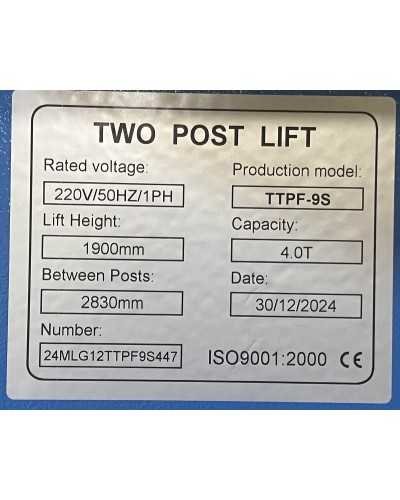 TWO POST LIFT
Rated voltage:
220V/50HZ/1PH
Production model:
TTPF-9S
Lift Height:
1900mm
Capacity:
4.0T
Between Posts:
2830mm
Date:
30/12/2024
Number:
24MLG12TTPF9S447
ISO9001:2000 CE